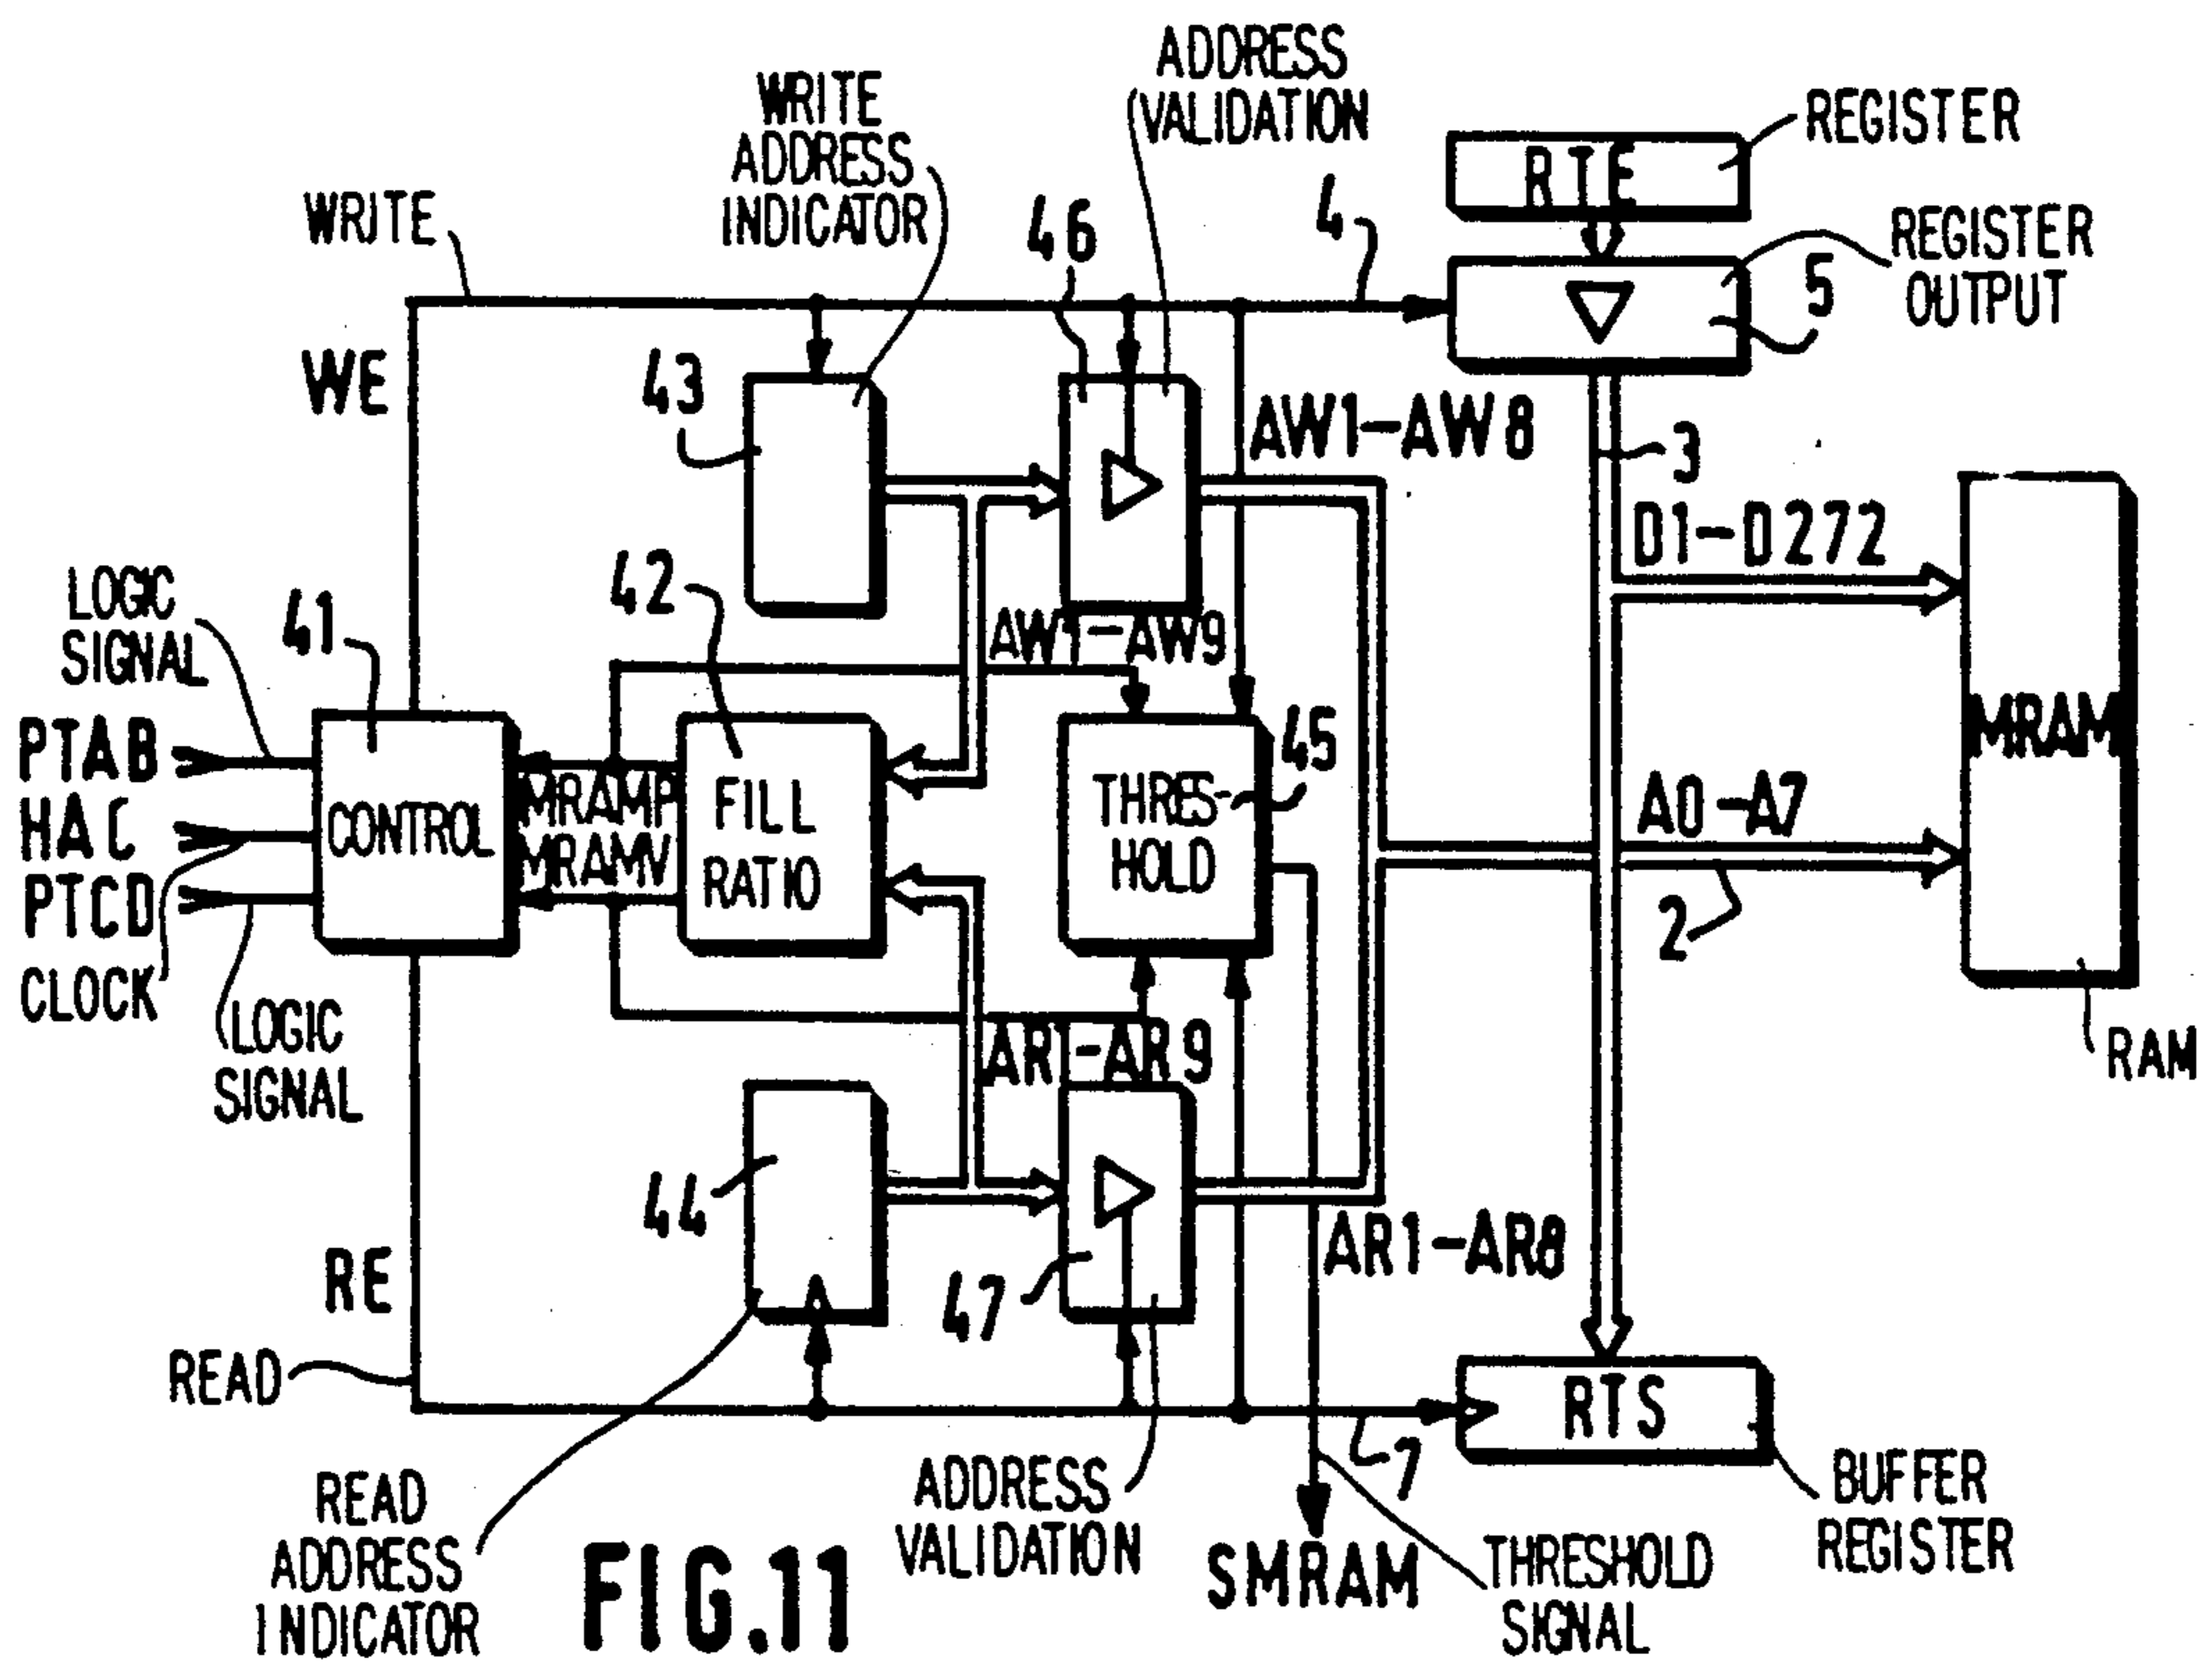 ADDRESS
VALIDATION
WRITE
ADDRESS
INDICATOR
REGISTER
RTE
WRITE
46
4
REGISTER
OUTPUT
5
WE
43
AW1-AW8
3
D1-D272
LOGIC
SIGNAL
41
42
AW1-AW9
PTAB
HAC
PTCD
CONTROL
MRAMP
MRAMV
FILL
RATIO
THRES-
HOLD
45
MRAM
A0-A7
2
CLOCK
LOGIC
SIGNAL
AR1-AR9
RAM
44
47
AR1-AR8
RE
READ
RTS
7
READ
ADDRESS
INDICATOR
ADDRESS
VALIDATION
SMRAM
THRESHOLD
SIGNAL
BUFFER
REGISTER
FIG.11